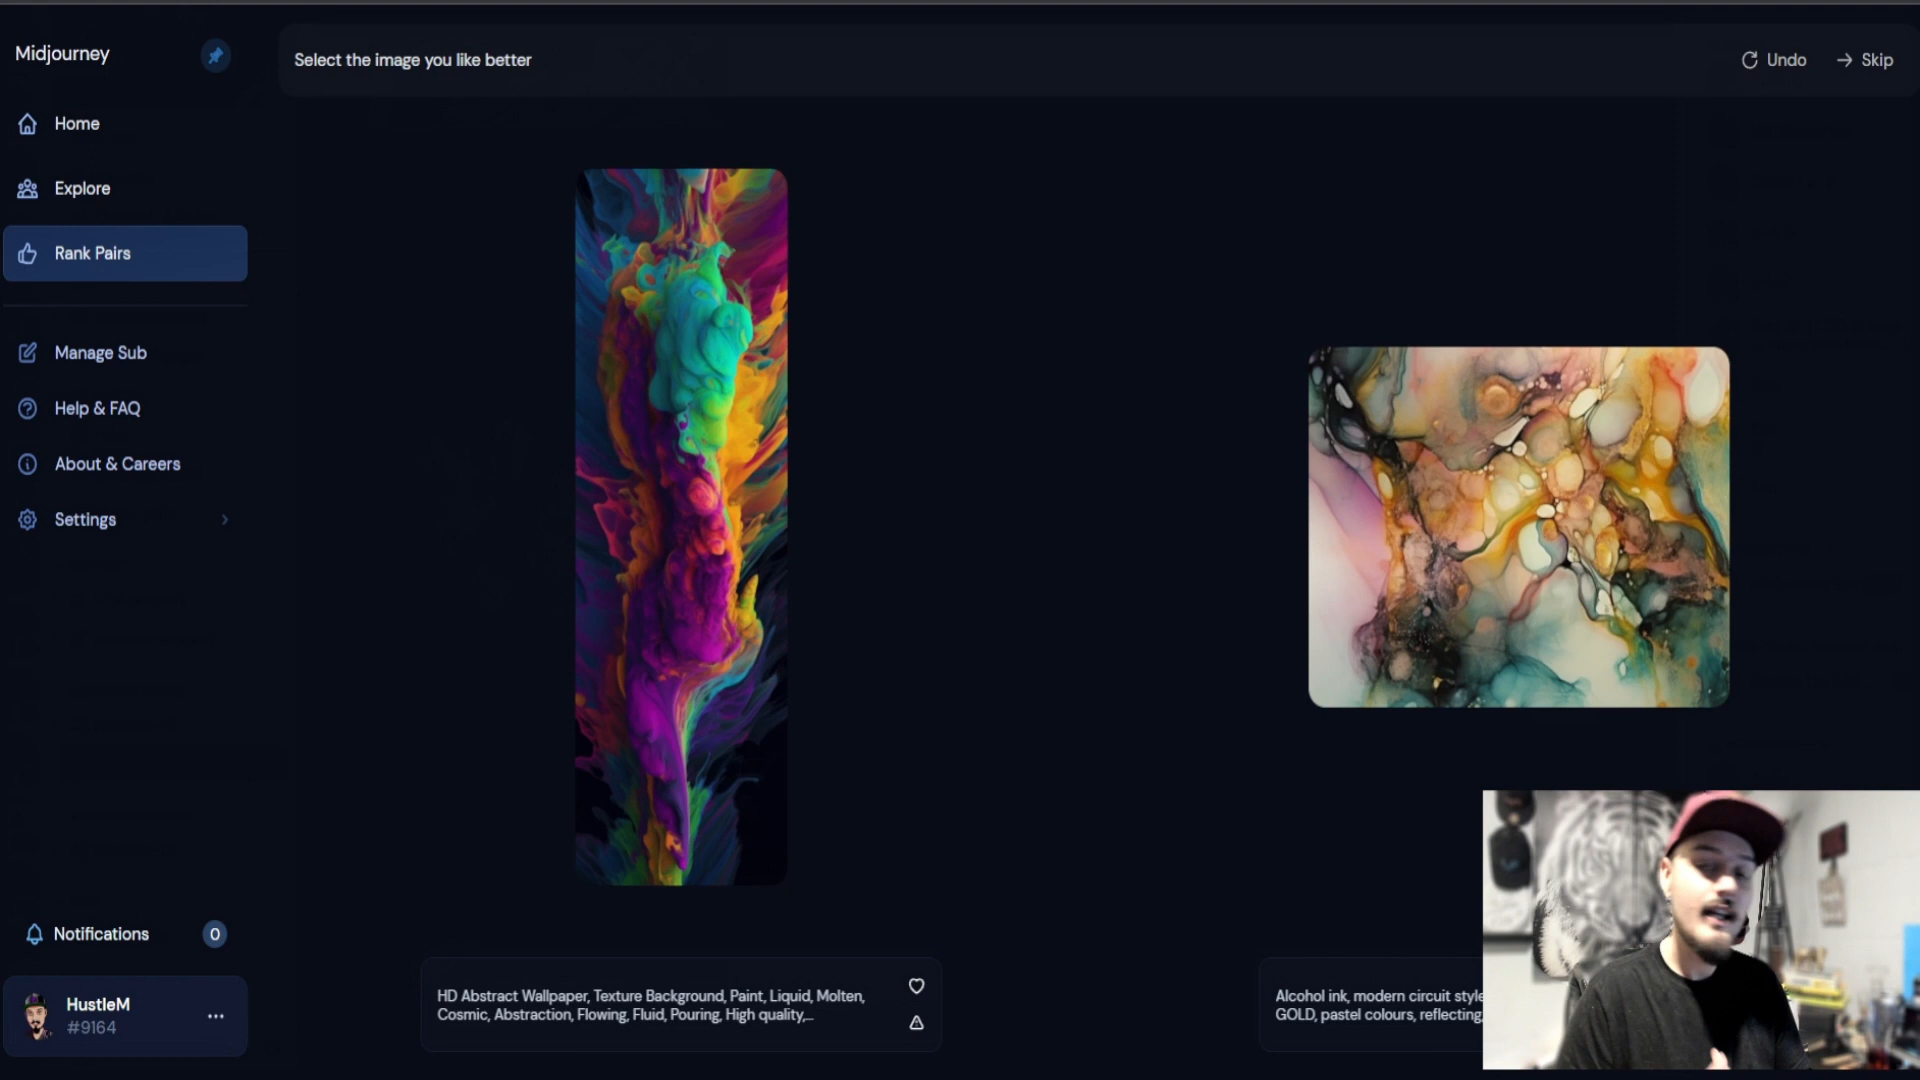 Midjourney
Select the image you like better
Undo
Skip
Home
Explore
Rank Pairs
Manage Sub
Help & FAQ
About & Careers
Settings
Notifications
0
HustleM
#9164
HD Abstract Wallpaper, Texture Background, Paint, Liquid, Molten,
Cosmic, Abstraction, Flowing, Fluid, Pouring, High quality,...
Alcohol ink, modern circuit style
GOLD, pastel colours, reflecting